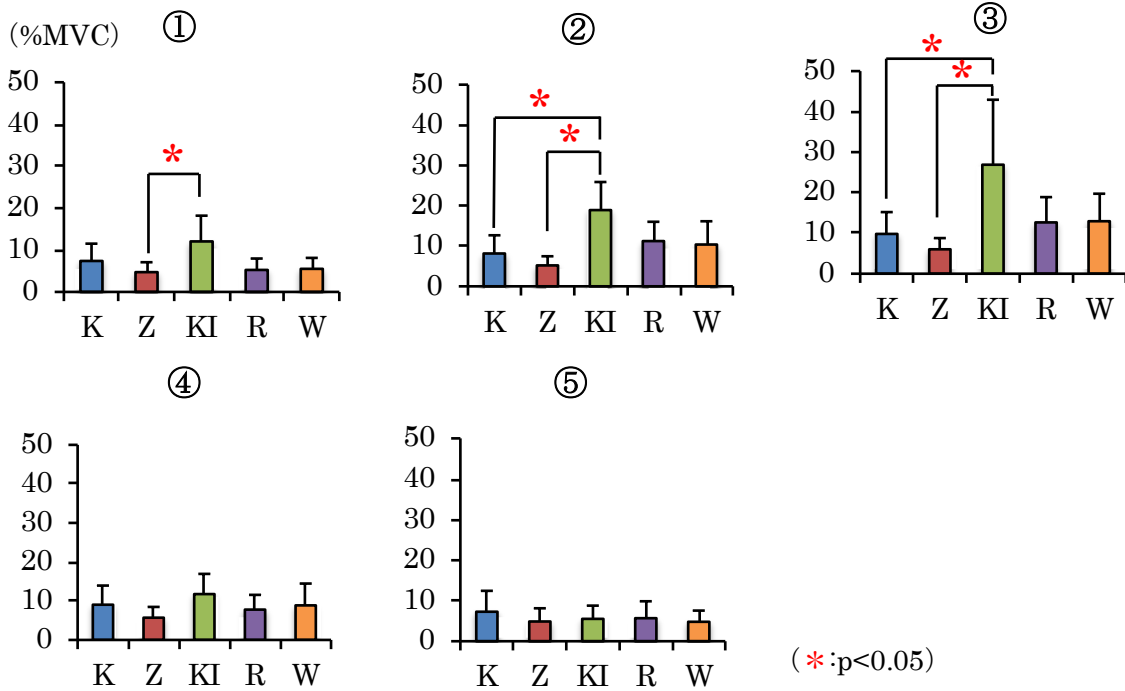 (%MVC) ① ② ③
50 50 50
* * * *
40 40 40
*
30 30 30
20 20 20
10 10 10
0 0 0
K Z KI R W K Z KI R W K Z KI R W
④ ⑤
50 50
40 40
30 30
20 20
10 10
0 0
K Z KI R W K Z KI R W
(*:p<0.05)